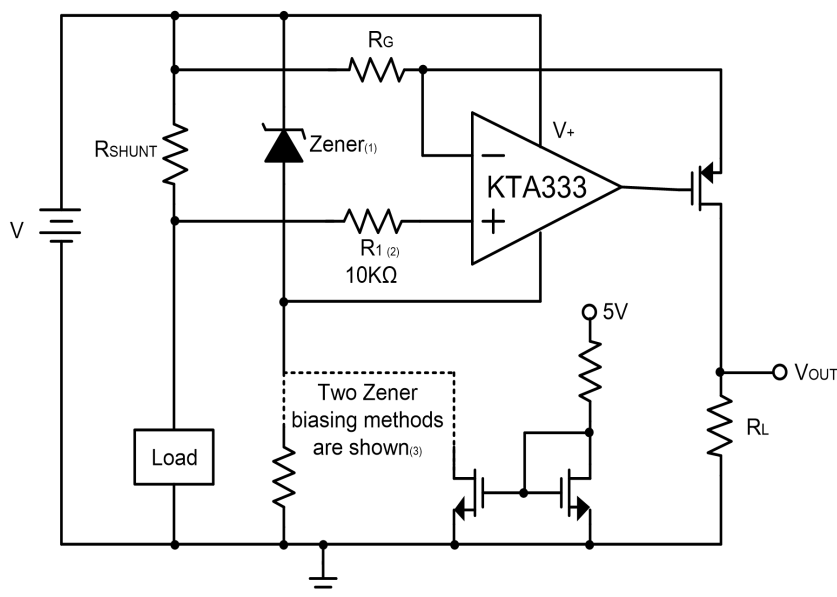 RG
V+
RSHUNT
Zener(1)
KTA333
V
R1 (2)
10KΩ
5V
Two Zener
biasing methods
are shown(3)
VOUT
RL
Load